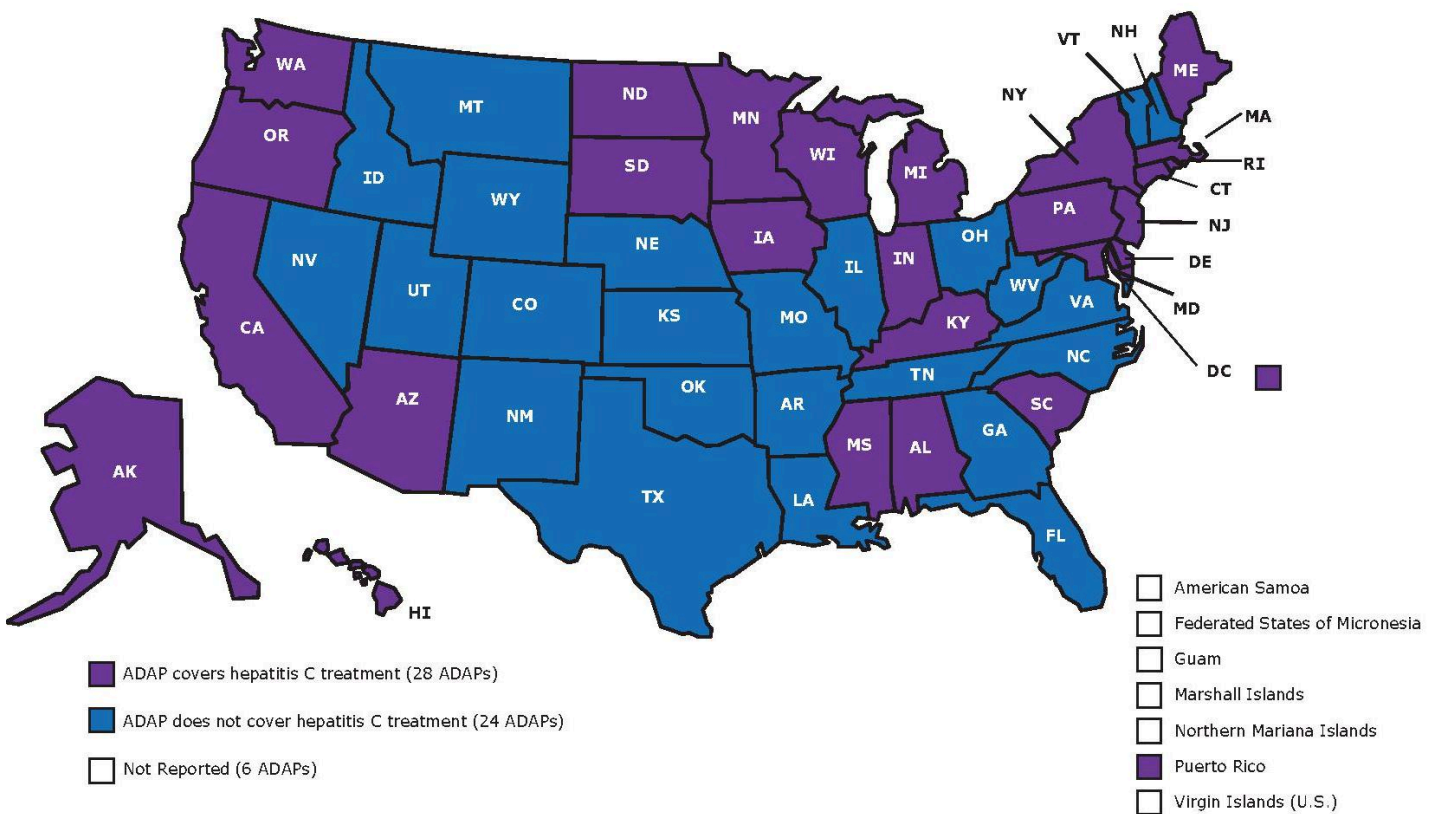 WA
OR
CA
AK
HI
MT
ID
NV
UT
AZ
WY
CO
NM
ND
SD
NE
KS
OK
TX
MN
IA
MO
AR
LA
WI
IL
MI
IN
OH
KY
TN
MS
AL
GA
FL
SC
NC
VA
WV
PA
NY
VT
NH
ME
MA
RI
CT
NJ
DE
MD
DC
ADAP covers hepatitis C treatment (28 ADAPs)
ADAP does not cover hepatitis C treatment (24 ADAPs)
Not Reported (6 ADAPs)
American Samoa
Federated States of Micronesia
Guam
Marshall Islands
Northern Mariana Islands
Puerto Rico
Virgin Islands (U.S.)